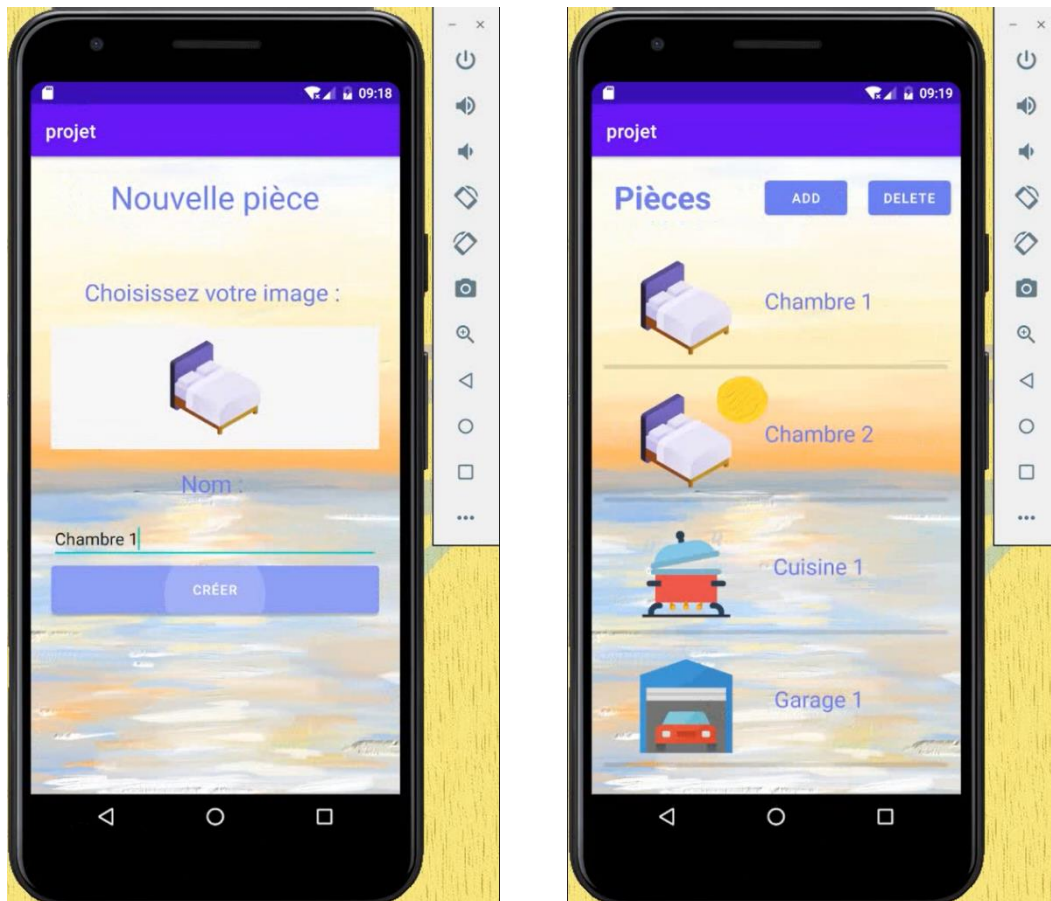 09:18
projet
Nouvelle pièce
Choisissez votre image :
Nom :
Chambre 1
CRÉER
09:19
projet
Pièces
ADD
DELETE
Chambre 1
Chambre 2
Cuisine 1
Garage 1